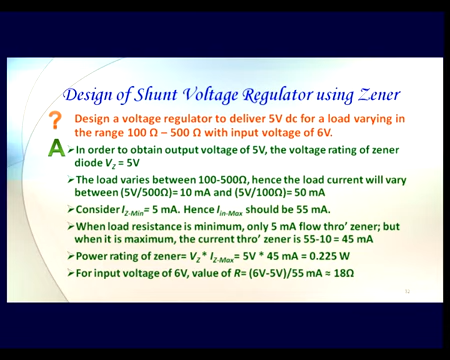 Design of Shunt Voltage Regulator using Zener
? Design a voltage regulator to deliver 5V dc for a load varying in
the range 100 Ω – 500 Ω with input voltage of 6V.
A
➢ In order to obtain output voltage of 5V, the voltage rating of zener
diode VZ = 5V
➢ The load varies between 100-500Ω, hence the load current will vary
between (5V/500Ω)= 10 mA and (5V/100Ω)= 50 mA
➢ Consider IZ-Min= 5 mA. Hence Iin-Max should be 55 mA.
➢ When load resistance is minimum, only 5 mA flow thro' zener; but
when it is maximum, the current thro' zener is 55-10 = 45 mA
➢ Power rating of zener= VZ * IZ-Max= 5V * 45 mA = 0.225 W
➢ For input voltage of 6V, value of R= (6V-5V)/55 mA ≈ 18Ω